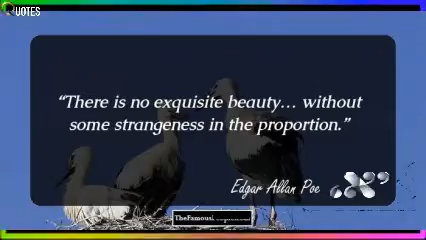 QUOTES
“There is no exquisite beauty… without
some strangeness in the proportion.”
Edgar Allan Poe